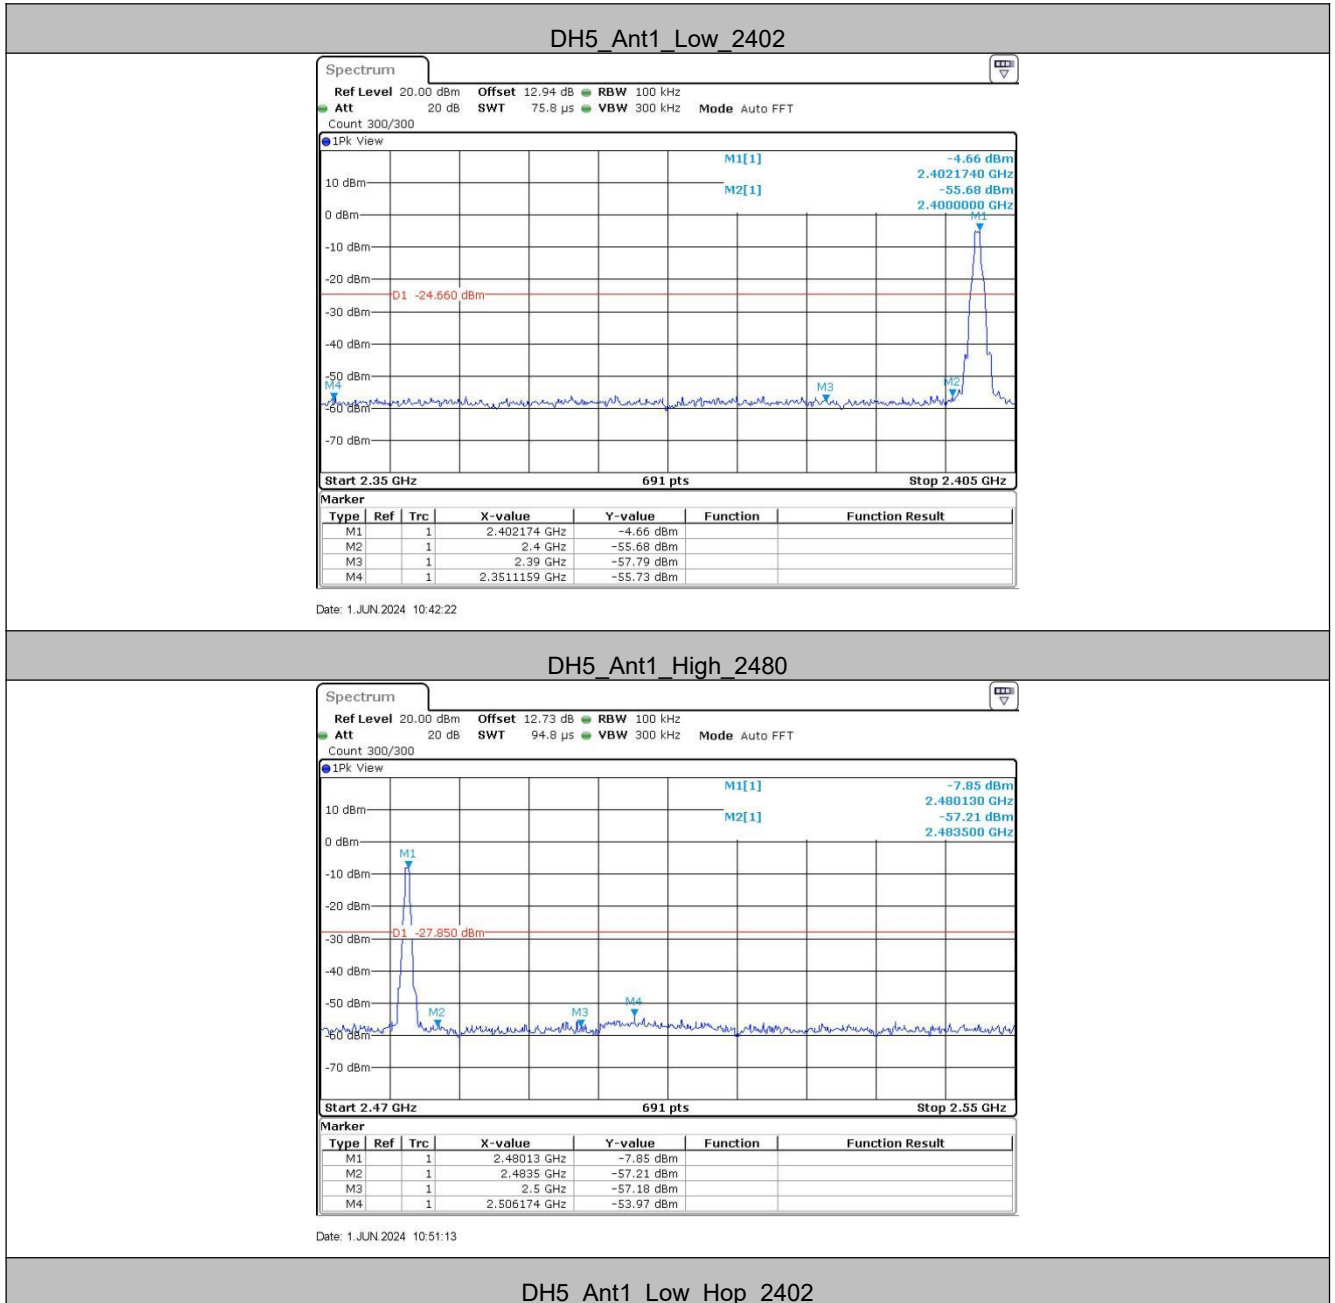 DH5_Ant1_Low_2402
Spectrum
Ref Level 20.00 dBm Offset 12.94 dB RBW 100 kHz
Att 20 dB SWT 75.8 µs VBW 300 kHz Mode Auto FFT
Count 300/300
1Pk View
M1[1] -4.66 dBm
2.4021740 GHz
10 dBm
M2[1] -55.68 dBm
2.4000000 GHz
0 dBm
M1
-10 dBm
-20 dBm
D1 -24.660 dBm
-30 dBm
-40 dBm
-50 dBm
M4 M3 M2
-60 dBm
-70 dBm
Start 2.35 GHz 691 pts Stop 2.405 GHz
Marker
Type Ref Trc X-value Y-value Function Function Result
M1 1 2.402174 GHz -4.66 dBm
M2 1 2.4 GHz -55.68 dBm
M3 1 2.39 GHz -57.79 dBm
M4 1 2.3511159 GHz -55.73 dBm
Date: 1.JUN.2024 10:42:22
DH5_Ant1_High_2480
Spectrum
Ref Level 20.00 dBm Offset 12.73 dB RBW 100 kHz
Att 20 dB SWT 94.8 µs VBW 300 kHz Mode Auto FFT
Count 300/300
1Pk View
M1[1] -7.85 dBm
2.480130 GHz
10 dBm
M2[1] -57.21 dBm
2.483500 GHz
0 dBm
M1
-10 dBm
-20 dBm
D1 -27.850 dBm
-30 dBm
-40 dBm
-50 dBm
M2 M3 M4
-60 dBm
-70 dBm
Start 2.47 GHz 691 pts Stop 2.55 GHz
Marker
Type Ref Trc X-value Y-value Function Function Result
M1 1 2.48013 GHz -7.85 dBm
M2 1 2.4835 GHz -57.21 dBm
M3 1 2.5 GHz -57.18 dBm
M4 1 2.506174 GHz -53.97 dBm
Date: 1.JUN.2024 10:51:13
DH5_Ant1_Low_Hop_2402